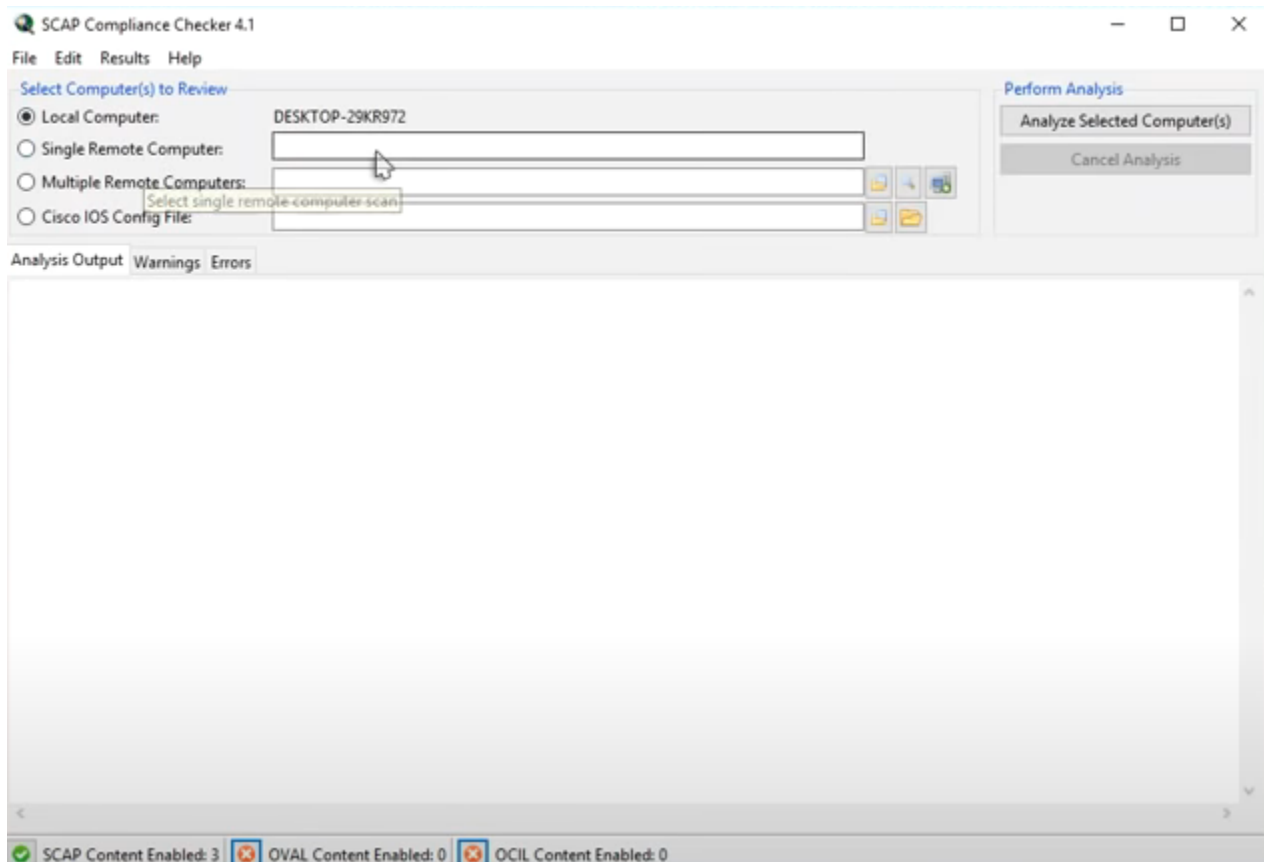 SCAP Compliance Checker 4.1
File Edit Results Help
Select Computer(s) to Review
Local Computer: DESKTOP-29KR972
Single Remote Computer:
Multiple Remote Computers:
Select single remote computer scan
Cisco IOS Config File:
Perform Analysis
Analyze Selected Computer(s)
Cancel Analysis
Analysis Output Warnings Errors
SCAP Content Enabled: 3 OVAL Content Enabled: 0 OCIL Content Enabled: 0